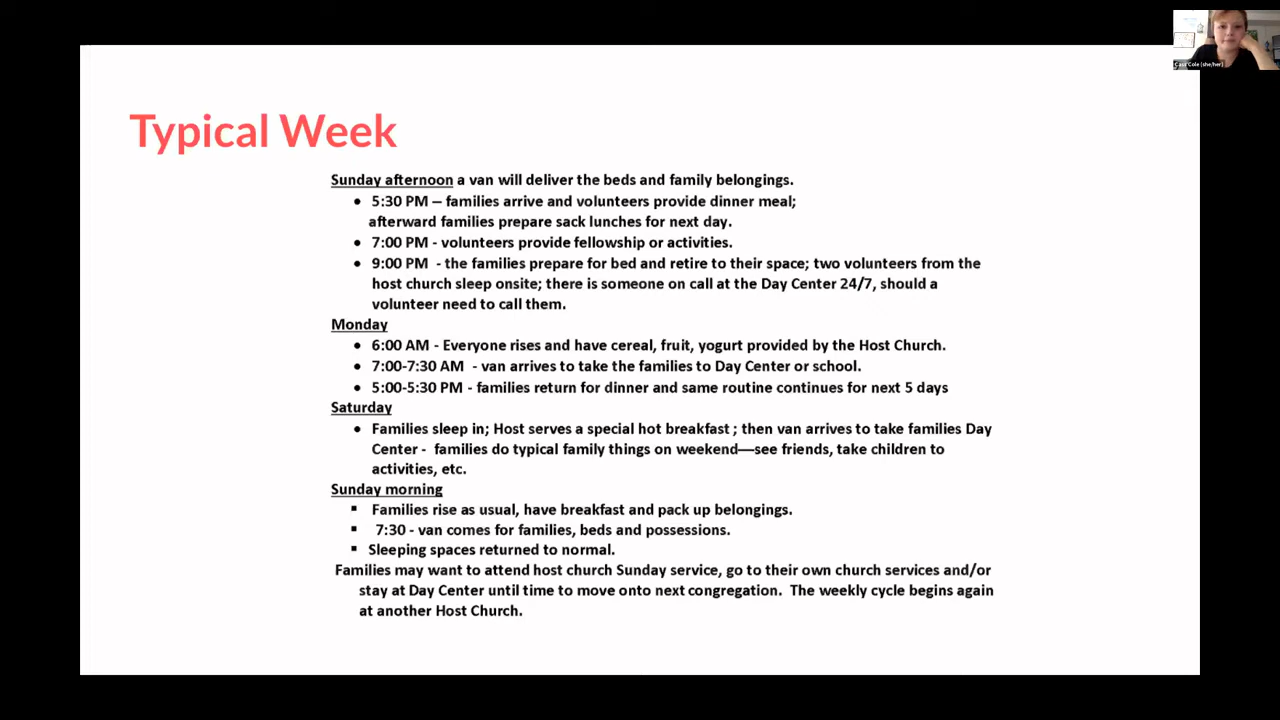 Typical Week
Sunday afternoon a van will deliver the beds and family belongings.
• 5:30 PM – families arrive and volunteers provide dinner meal;
afterward families prepare sack lunches for next day.
• 7:00 PM - volunteers provide fellowship or activities.
• 9:00 PM - the families prepare for bed and retire to their space; two volunteers from the
host church sleep onsite; there is someone on call at the Day Center 24/7, should a
volunteer need to call them.
Monday
• 6:00 AM - Everyone rises and have cereal, fruit, yogurt provided by the Host Church.
• 7:00-7:30 AM - van arrives to take the families to Day Center or school.
• 5:00-5:30 PM - families return for dinner and same routine continues for next 5 days
Saturday
• Families sleep in; Host serves a special hot breakfast ; then van arrives to take families Day
Center - families do typical family things on weekend—see friends, take children to
activities, etc.
Sunday morning
▪ Families rise as usual, have breakfast and pack up belongings.
▪ 7:30 - van comes for families, beds and possessions.
▪ Sleeping spaces returned to normal.
Families may want to attend host church Sunday service, go to their own church services and/or
stay at Day Center until time to move onto next congregation. The weekly cycle begins again
at another Host Church.
Cole (she/her)